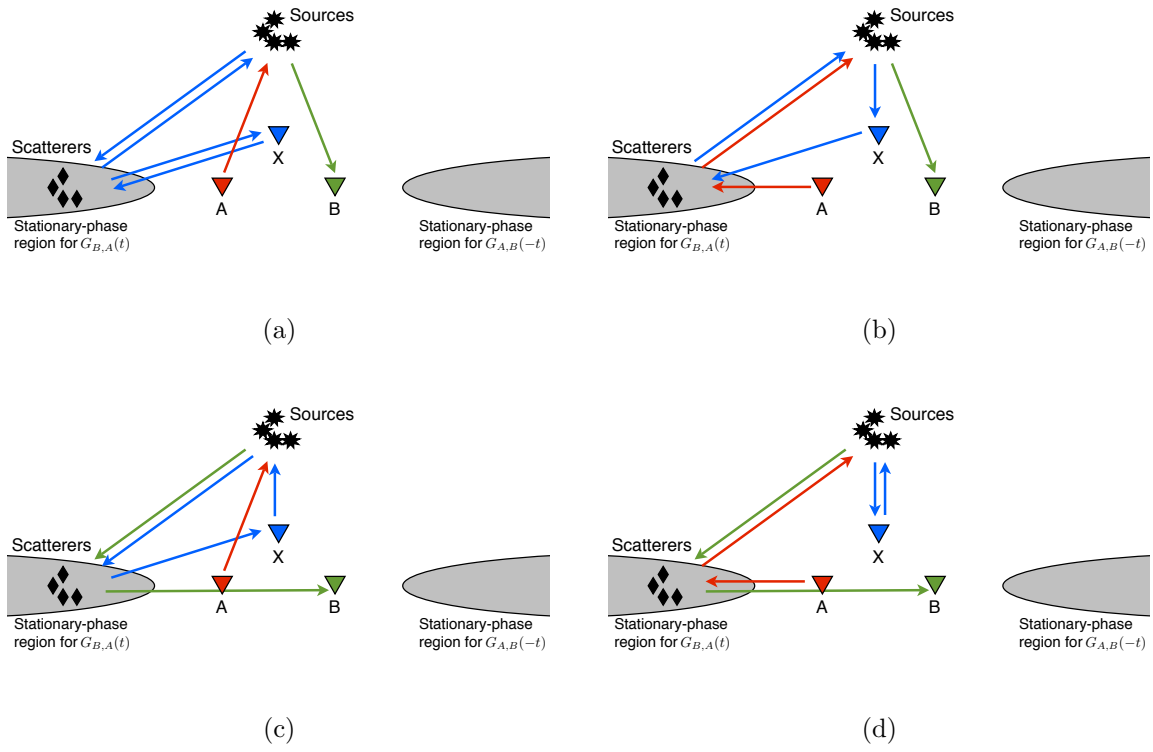 Sources
Scatterers
X
A
B
Stationary-phase
region for G_{B,A}(t)
Stationary-phase
region for G_{A,B}(-t)
(a)
Sources
Scatterers
X
A
B
Stationary-phase
region for G_{B,A}(t)
Stationary-phase
region for G_{A,B}(-t)
(b)
Sources
Scatterers
X
A
B
Stationary-phase
region for G_{B,A}(t)
Stationary-phase
region for G_{A,B}(-t)
(c)
Sources
Scatterers
X
A
B
Stationary-phase
region for G_{B,A}(t)
Stationary-phase
region for G_{A,B}(-t)
(d)